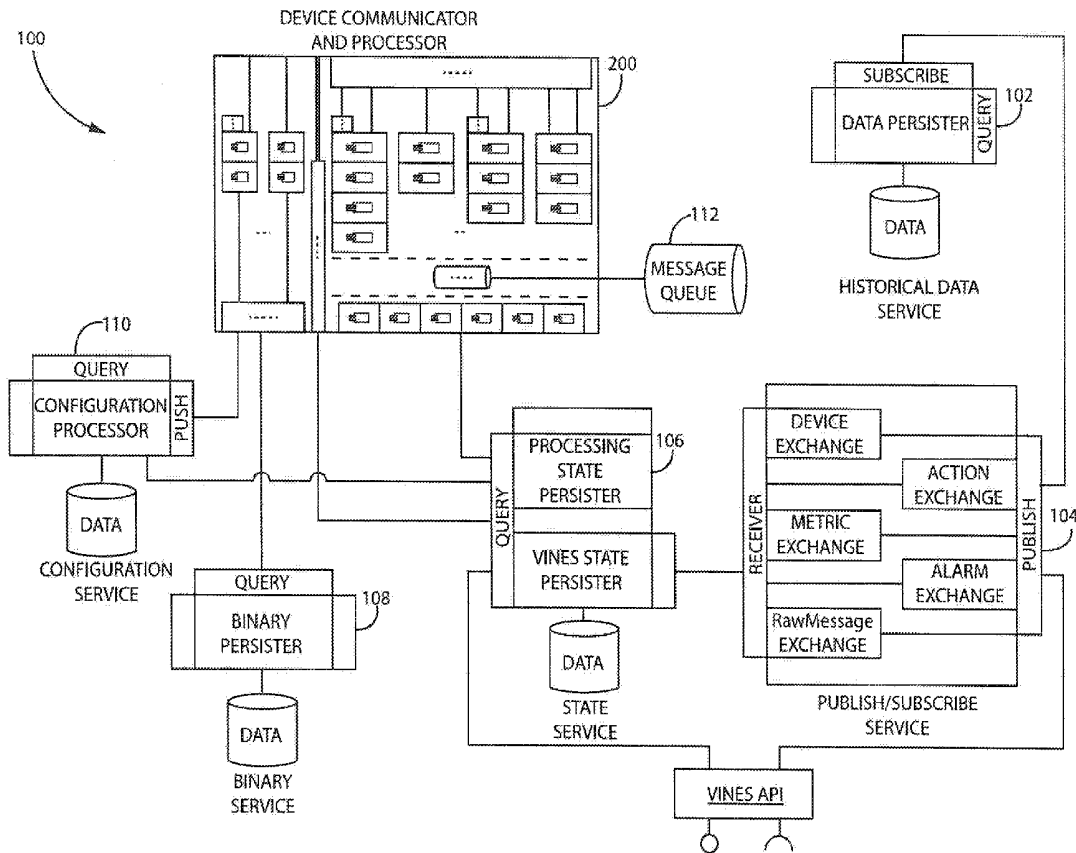 DEVICE COMMUNICATOR
AND PROCESSOR
100
200
SUBSCRIBE
DATA PERSISTER
QUERY
102
DATA
HISTORICAL DATA
SERVICE
112
MESSAGE
QUEUE
110
QUERY
CONFIGURATION
PROCESSOR
PUSH
DATA
CONFIGURATION
SERVICE
QUERY
BINARY
PERSISTER
108
DATA
BINARY
SERVICE
QUERY
PROCESSING
STATE
PERSISTER
106
VINES STATE
PERSISTER
DATA
STATE
SERVICE
RECEIVER
DEVICE
EXCHANGE
ACTION
EXCHANGE
METRIC
EXCHANGE
ALARM
EXCHANGE
RawMessage
EXCHANGE
PUBLISH
104
PUBLISH/SUBSCRIBE
SERVICE
VINES API